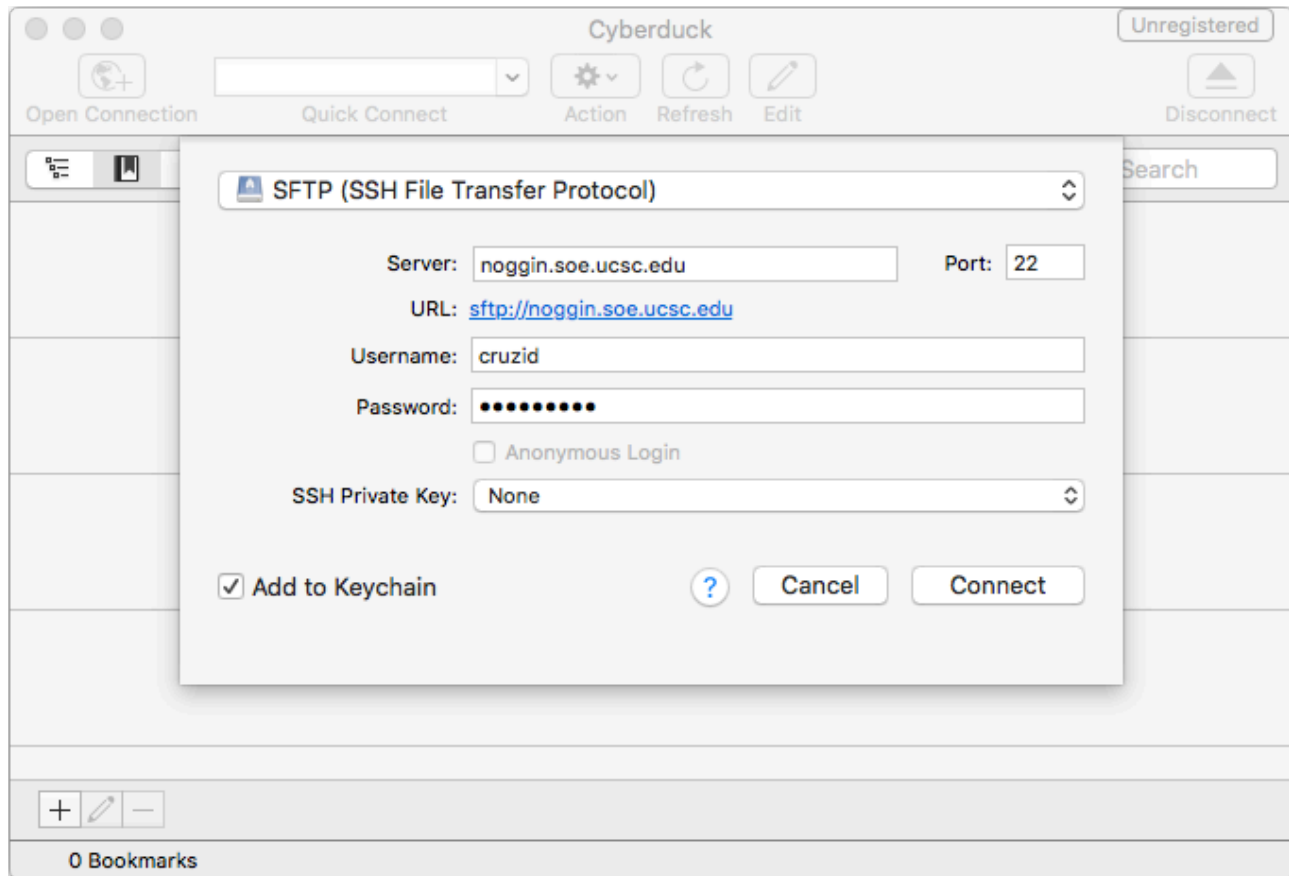 Cyberduck
Unregistered
Open Connection
Quick Connect
Action
Refresh
Edit
Disconnect
Search
SFTP (SSH File Transfer Protocol)
Server: noggin.soe.ucsc.edu Port: 22
URL: sftp://noggin.soe.ucsc.edu
Username: cruzid
Password: •••••••••
Anonymous Login
SSH Private Key: None
Add to Keychain ? Cancel Connect
0 Bookmarks